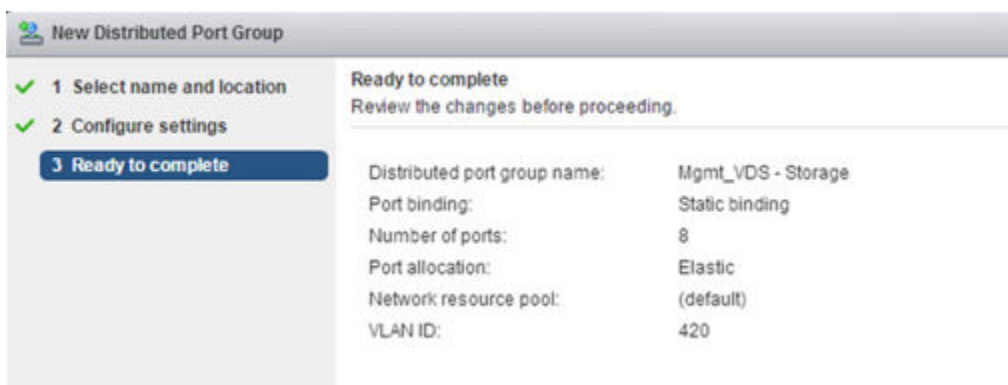 New Distributed Port Group
1 Select name and location
2 Configure settings
3 Ready to complete
Ready to complete
Review the changes before proceeding.
Distributed port group name: Mgmt_VDS - Storage
Port binding: Static binding
Number of ports: 8
Port allocation: Elastic
Network resource pool: (default)
VLAN ID: 420